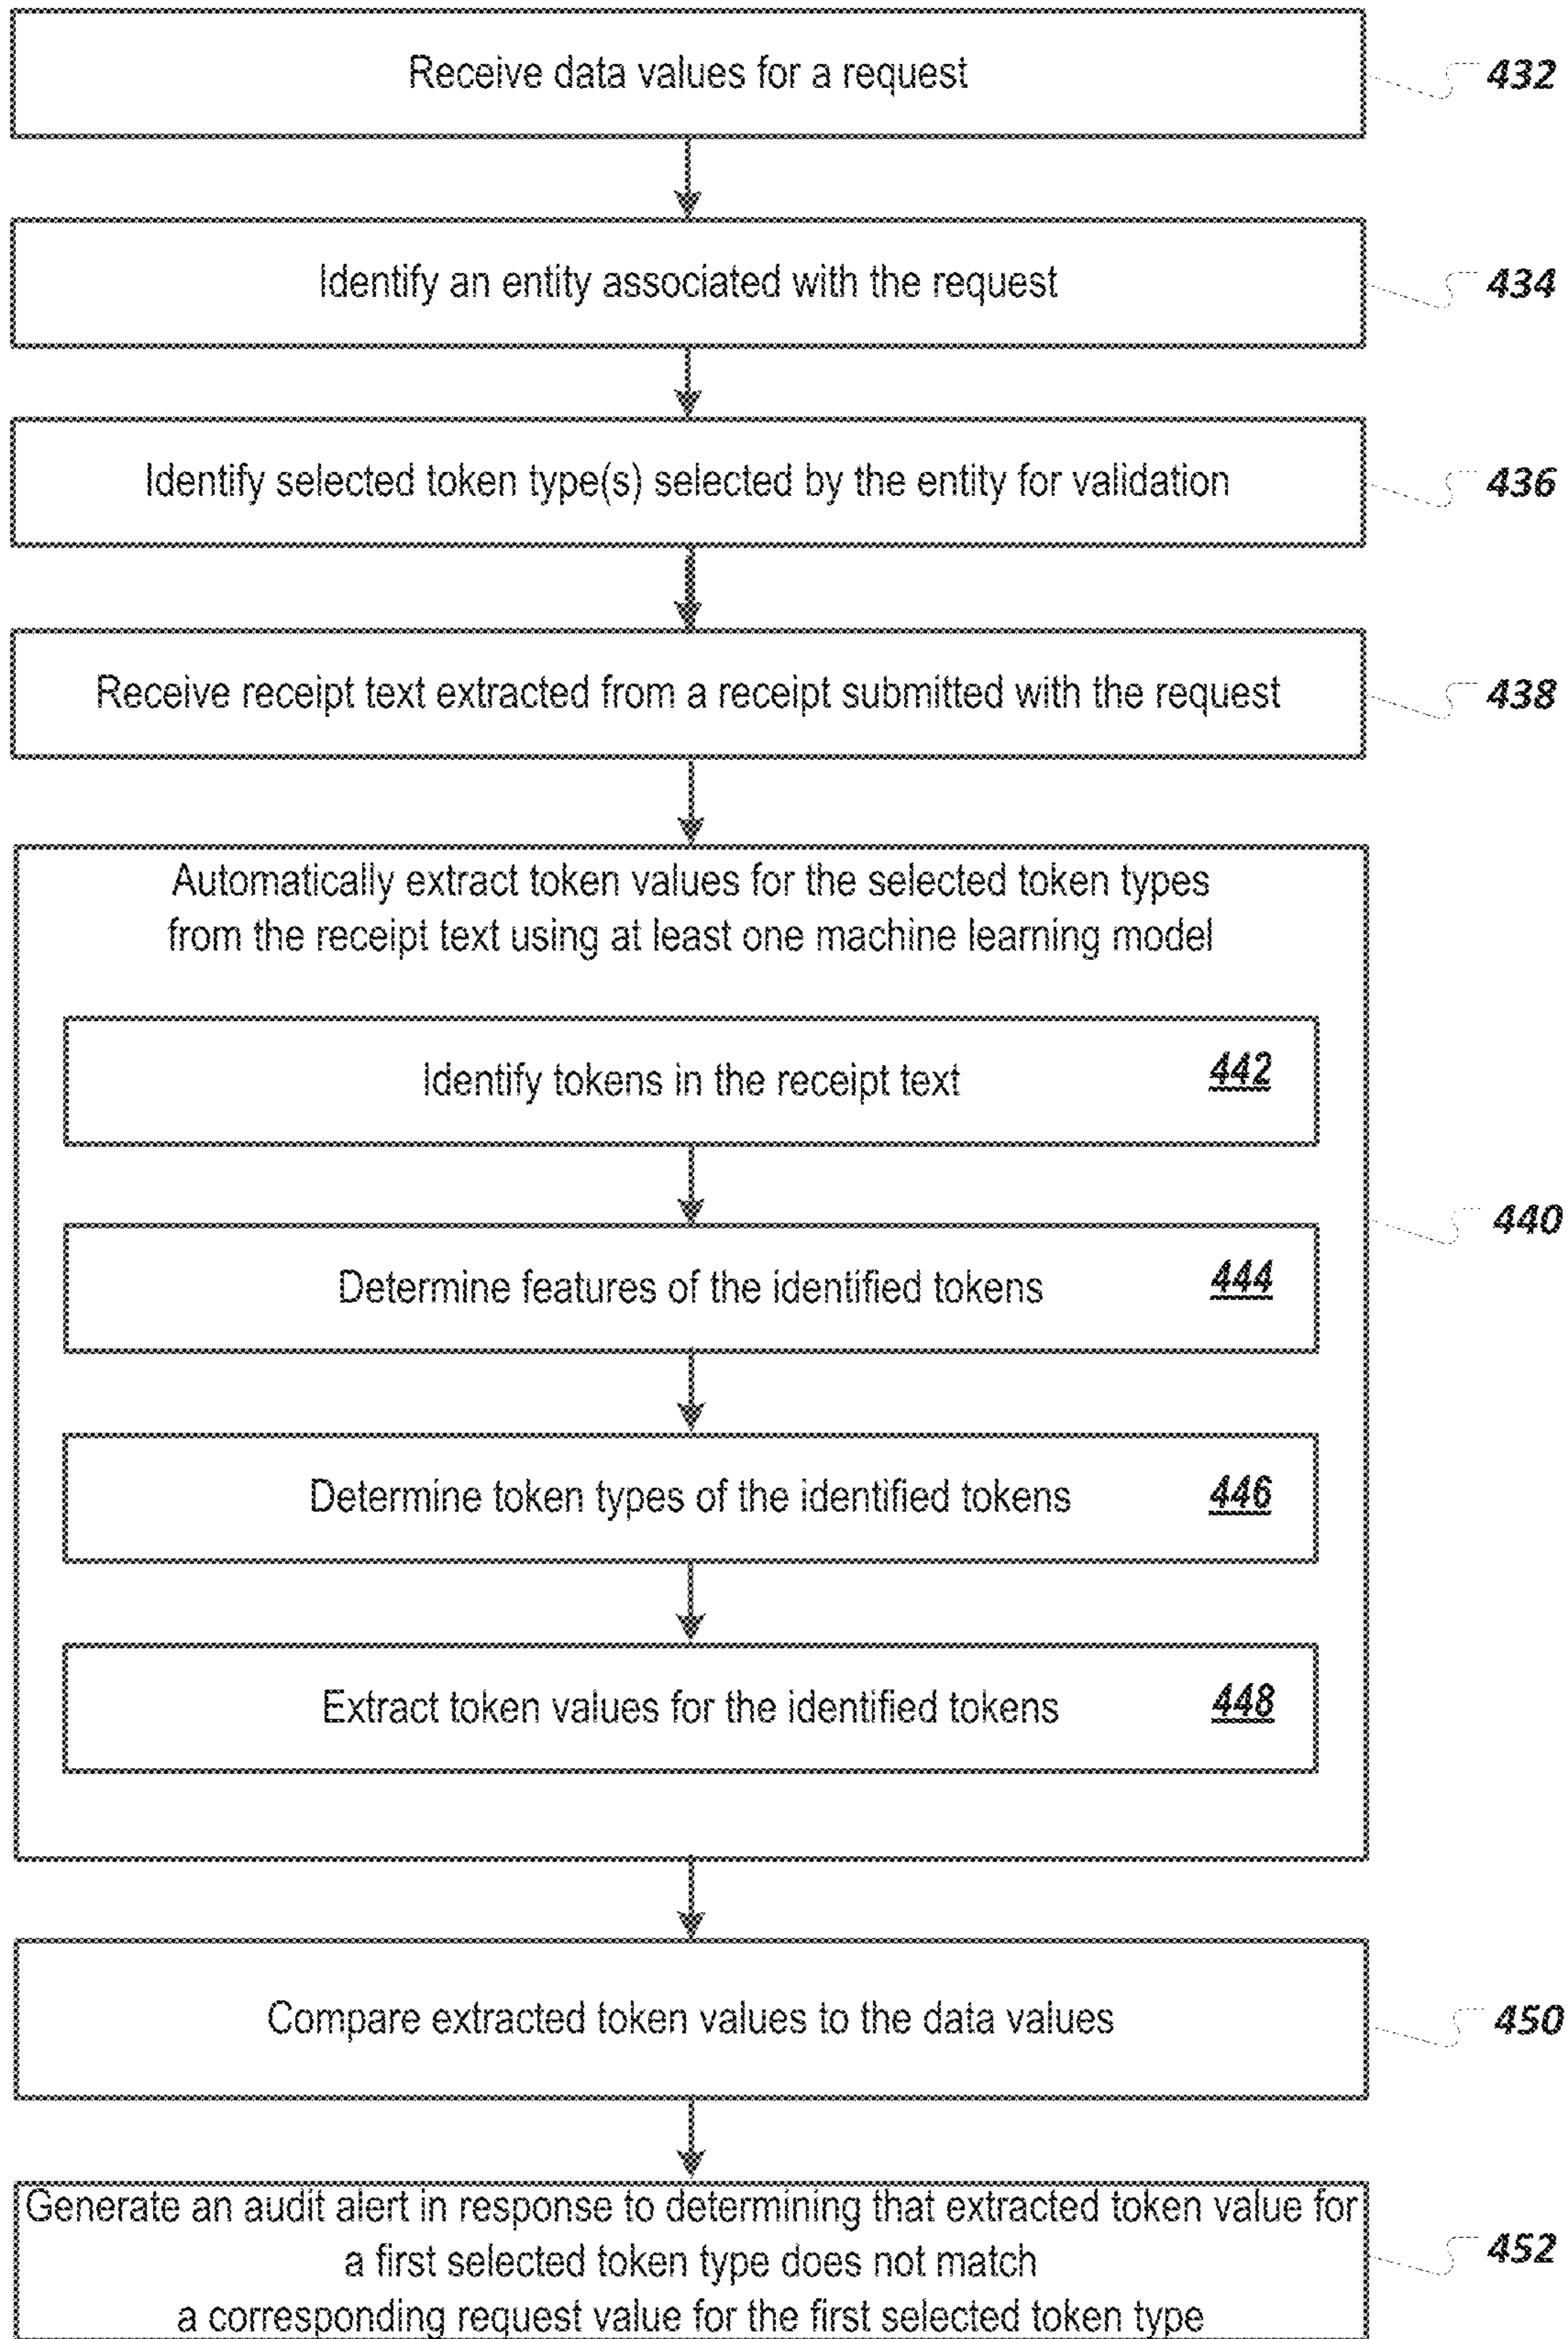 Receive data values for a request
432
Identify an entity associated with the request
434
Identify selected token type(s) selected by the entity for validation
436
Receive receipt text extracted from a receipt submitted with the request
438
Automatically extract token values for the selected token types
from the receipt text using at least one machine learning model
Identify tokens in the receipt text
442
440
Determine features of the identified tokens
444
Determine token types of the identified tokens
446
Extract token values for the identified tokens
448
Compare extracted token values to the data values
450
Generate an audit alert in response to determining that extracted token value for
a first selected token type does not match
452
a corresponding request value for the first selected token type